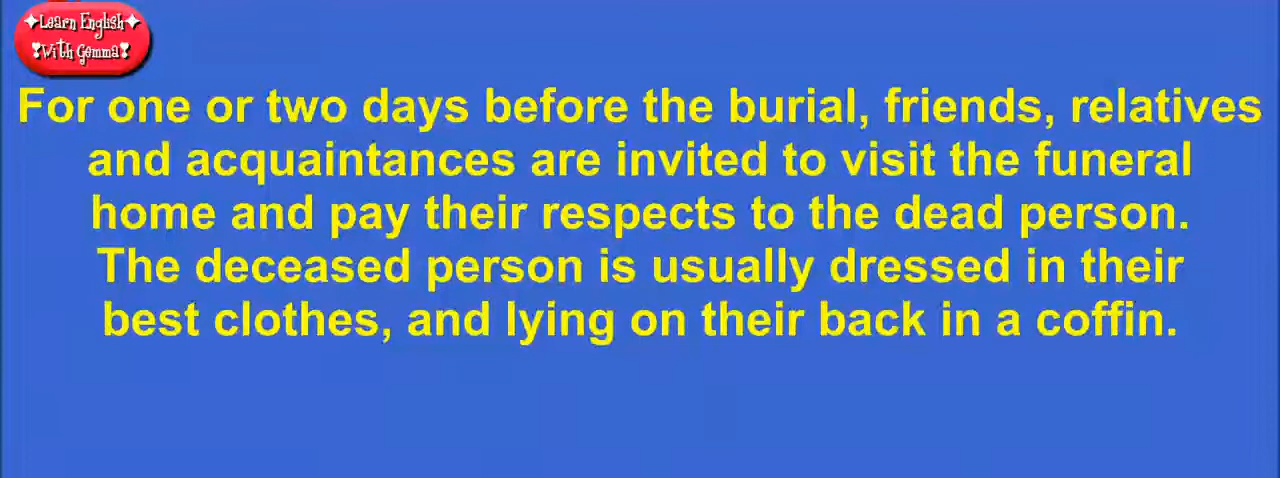 ✦Learn English✦
❣With Gemma❣
For one or two days before the burial, friends, relatives
and acquaintances are invited to visit the funeral
home and pay their respects to the dead person.
The deceased person is usually dressed in their
best clothes, and lying on their back in a coffin.